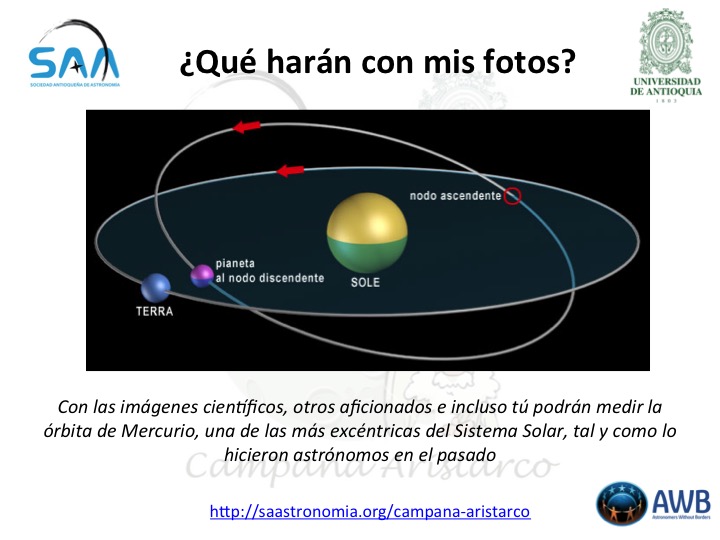 SAA
SOCIEDAD ANTIOQUEÑA DE ASTRONOMÍA
¿Qué harán con mis fotos?
UNIVERSIDAD
DE ANTIOQUIA
1803
nodo ascendente
pianeta
al nodo discendente
SOLE
TERRA
Con las imágenes científicos, otros aficionados e incluso tú podrán medir la
órbita de Mercurio, una de las más excéntricas del Sistema Solar, tal y como lo
hicieron astrónomos en el pasado
Campaña Aristarco
http://saastronomia.org/campana-aristarco
AWB
Astronomers Without Borders